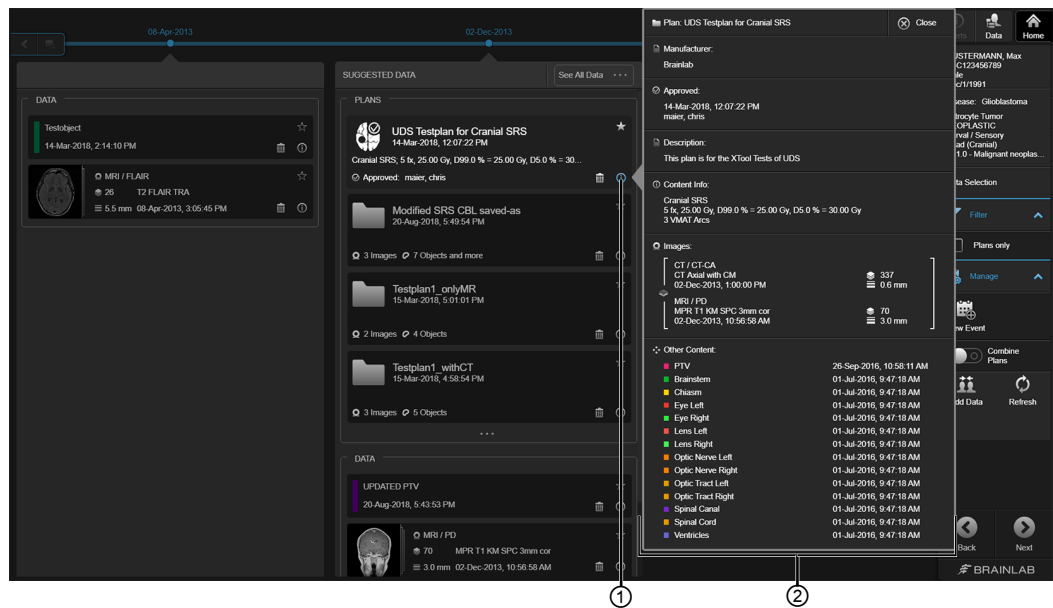 08-Apr-2013
02-Dec-2013
DATA
Testobject
14-Mar-2018, 2:14:10 PM
MRI / FLAIR
26 T2 FLAIR TRA
5.5 mm 08-Apr-2013, 3:05:45 PM
SUGGESTED DATA
See All Data ...
PLANS
UDS Testplan for Cranial SRS
14-Mar-2018, 12:07:22 PM
Cranial SRS; 5 fx, 25.00 Gy, D99.0 % = 25.00 Gy, D5.0 % = 30...
Approved: maier, chris
Modified SRS CBL saved-as
20-Aug-2018, 5:49:54 PM
3 Images 7 Objects and more
Testplan1_onlyMR
15-Mar-2018, 5:01:01 PM
2 Images 4 Objects
Testplan1_withCT
15-Mar-2018, 4:58:54 PM
3 Images 5 Objects
...
DATA
UPDATED PTV
20-Aug-2018, 5:43:53 PM
MRI / PD
70 MPR T1 KM SPC 3mm cor
3.0 mm 02-Dec-2013, 10:56:58 AM
Plan: UDS Testplan for Cranial SRS
Close
Manufacturer:
Brainlab
Approved:
14-Mar-2018, 12:07:22 PM
maier, chris
Description:
This plan is for the XTool Tests of UDS
Content Info:
Cranial SRS
5 fx, 25.00 Gy, D99.0 % = 25.00 Gy, D5.0 % = 30.00 Gy
3 VMAT Arcs
Images:
CT / CT-CA
CT Axial with CM 337
02-Dec-2013, 1:00:00 PM 0.6 mm
MRI / PD
MPR T1 KM SPC 3mm cor 70
02-Dec-2013, 10:56:58 AM 3.0 mm
Other Content:
PTV 26-Sep-2016, 10:58:11 AM
Brainstem 01-Jul-2016, 9:47:18 AM
Chiasm 01-Jul-2016, 9:47:18 AM
Eye Left 01-Jul-2016, 9:47:18 AM
Eye Right 01-Jul-2016, 9:47:18 AM
Lens Left 01-Jul-2016, 9:47:18 AM
Lens Right 01-Jul-2016, 9:47:18 AM
Optic Nerve Left 01-Jul-2016, 9:47:18 AM
Optic Nerve Right 01-Jul-2016, 9:47:18 AM
Optic Tract Left 01-Jul-2016, 9:47:18 AM
Optic Tract Right 01-Jul-2016, 9:47:18 AM
Spinal Canal 01-Jul-2016, 9:47:18 AM
Spinal Cord 01-Jul-2016, 9:47:18 AM
Ventricles 01-Jul-2016, 9:47:18 AM
Data
Home
USTERMANN, Max
C123456789
le
c/1/1991
sease: Glioblastoma
trocyte Tumor
OPLASTIC
rval / Sensory
ad (Cranial)
1.0 - Malignant neoplas...
ta Selection
Filter
Plans only
Manage
ew Event
Combine
Plans
dd Data
Refresh
Back
Next
BRAINLAB
1
2